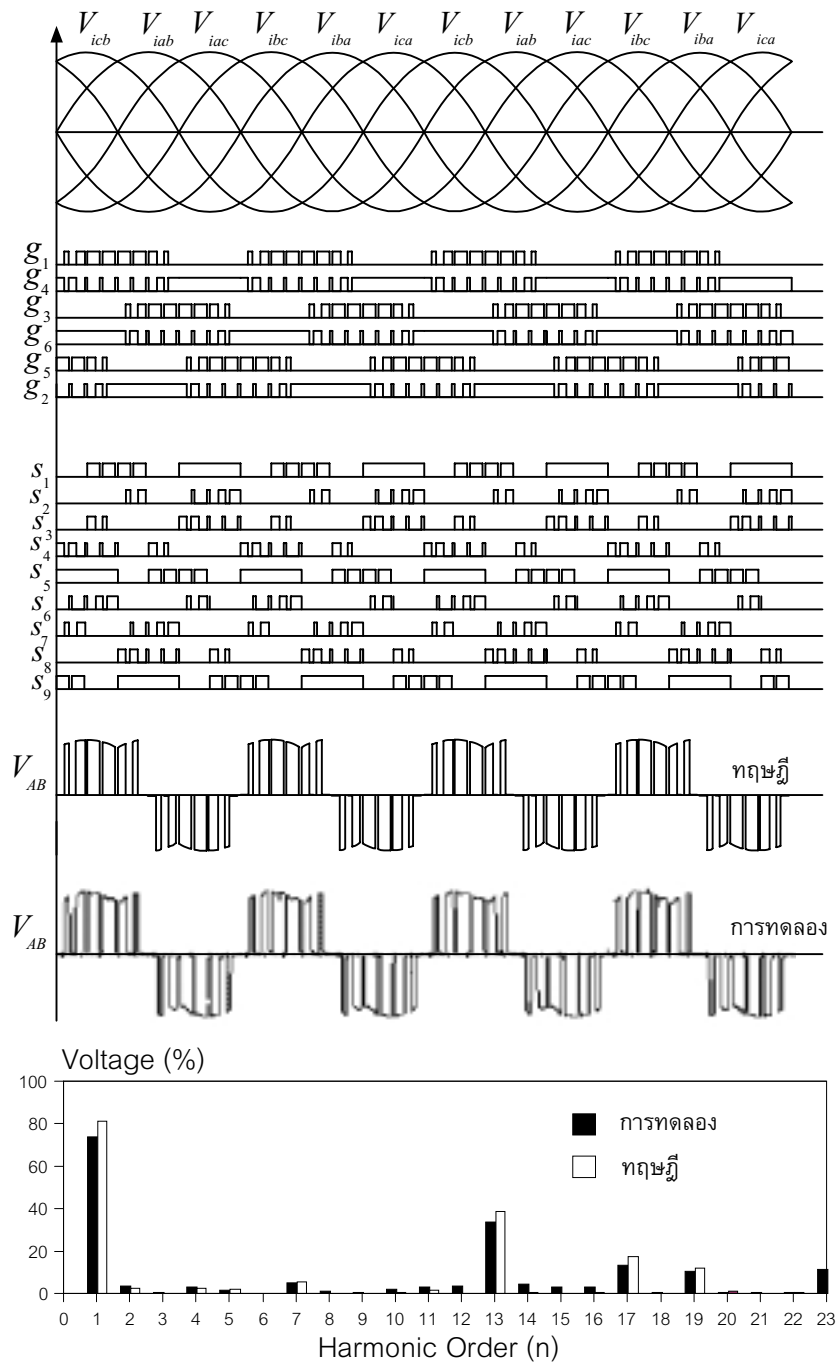 V_icb V_iab V_iac V_ibc V_iba V_ica V_icb V_iab V_iac V_ibc V_iba V_ica
g_1
g_4
g_3
g_6
g_5
g_2
s_1
s_2
s_3
s_4
s_5
s_6
s_7
s_8
s_9
V_AB ทฤษฎี
V_AB การทดลอง
Voltage (%)
100
80
60
40
20
0
การทดลอง
ทฤษฎี
0 1 2 3 4 5 6 7 8 9 10 11 12 13 14 15 16 17 18 19 20 21 22 23
Harmonic Order (n)